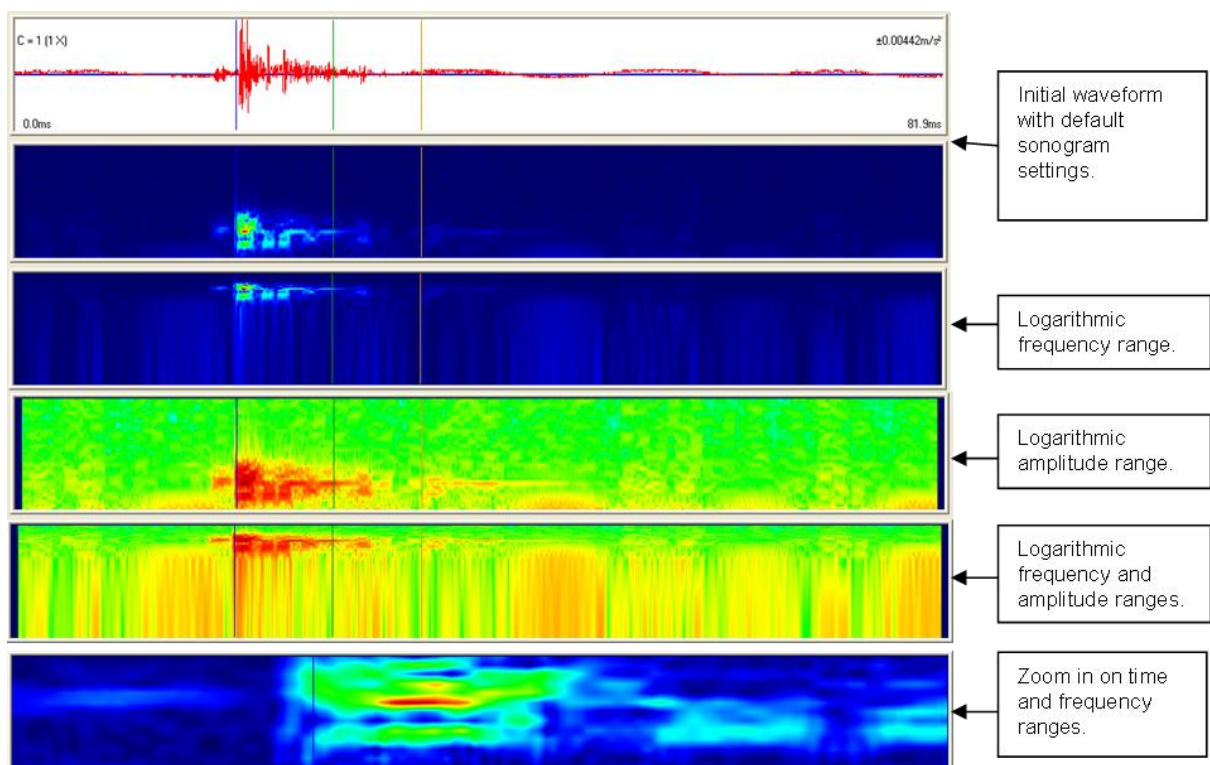 C = 1 (1 X)
±0.00442m/s²
0.0ms
81.9ms
Initial waveform
with default
sonogram
settings.
Logarithmic
frequency range.
Logarithmic
amplitude range.
Logarithmic
frequency and
amplitude ranges.
Zoom in on time
and frequency
ranges.